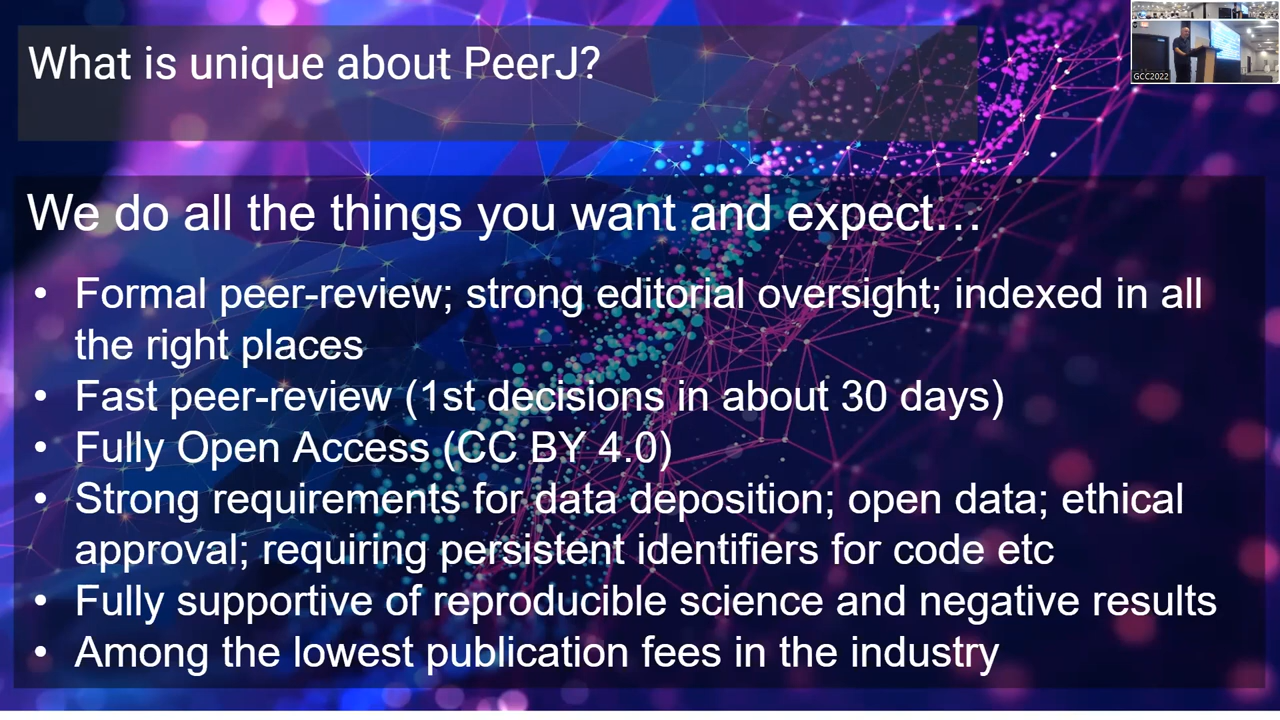 What is unique about PeerJ?
GCC2022
We do all the things you want and expect…
• Formal peer-review; strong editorial oversight; indexed in all
the right places
• Fast peer-review (1st decisions in about 30 days)
• Fully Open Access (CC BY 4.0)
• Strong requirements for data deposition; open data; ethical
approval; requiring persistent identifiers for code etc
• Fully supportive of reproducible science and negative results
• Among the lowest publication fees in the industry